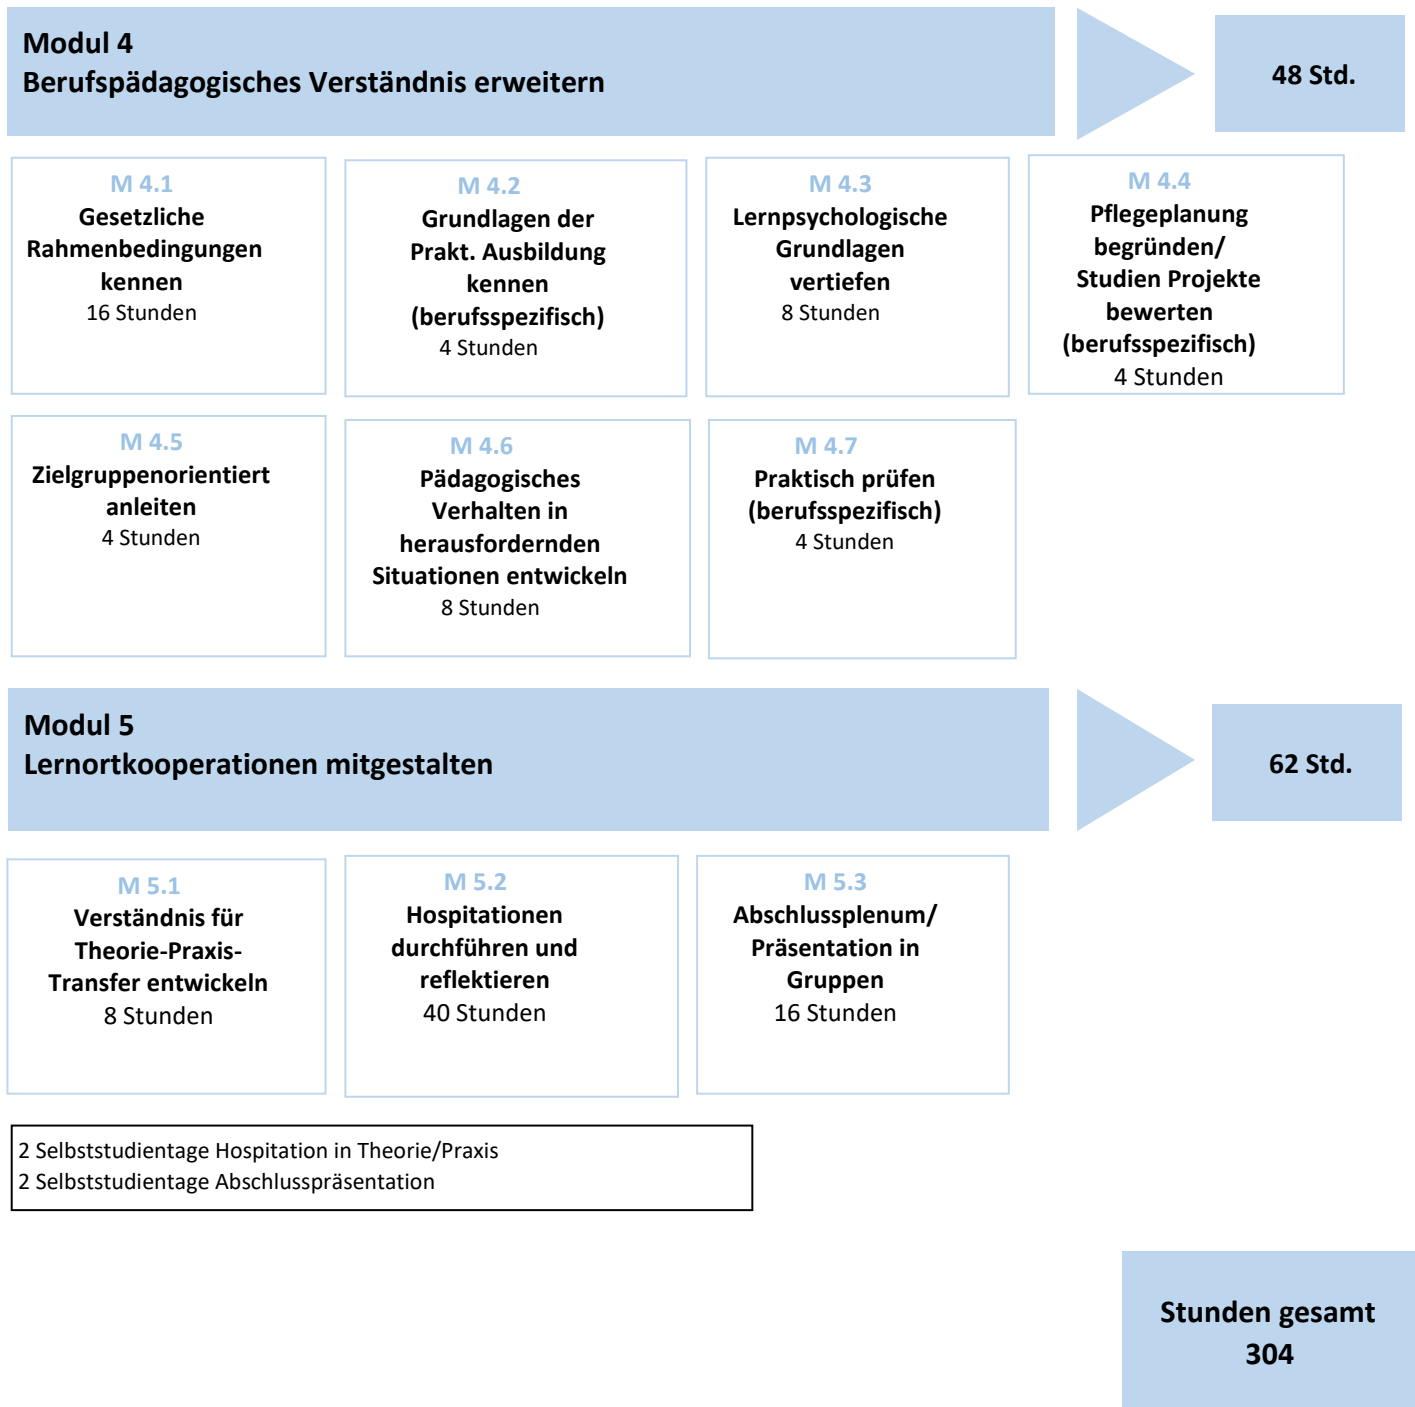 Modul 4
Berufspädagogisches Verständnis erweitern
48 Std.
M 4.1
Gesetzliche
Rahmenbedingungen
kennen
16 Stunden
M 4.2
Grundlagen der
Prakt. Ausbildung
kennen
(berufsspezifisch)
4 Stunden
M 4.3
Lernpsychologische
Grundlagen
vertiefen
8 Stunden
M 4.4
Pflegeplanung
begründen/
Studien Projekte
bewerten
(berufsspezifisch)
4 Stunden
M 4.5
Zielgruppenorientiert
anleiten
4 Stunden
M 4.6
Pädagogisches
Verhalten in
herausfordernden
Situationen entwickeln
8 Stunden
M 4.7
Praktisch prüfen
(berufsspezifisch)
4 Stunden
Modul 5
Lernortkooperationen mitgestalten
62 Std.
M 5.1
Verständnis für
Theorie-Praxis-
Transfer entwickeln
8 Stunden
M 5.2
Hospitationen
durchführen und
reflektieren
40 Stunden
M 5.3
Abschlussplenum/
Präsentation in
Gruppen
16 Stunden
2 Selbststudientage Hospitation in Theorie/Praxis
2 Selbststudientage Abschlusspräsentation
Stunden gesamt
304